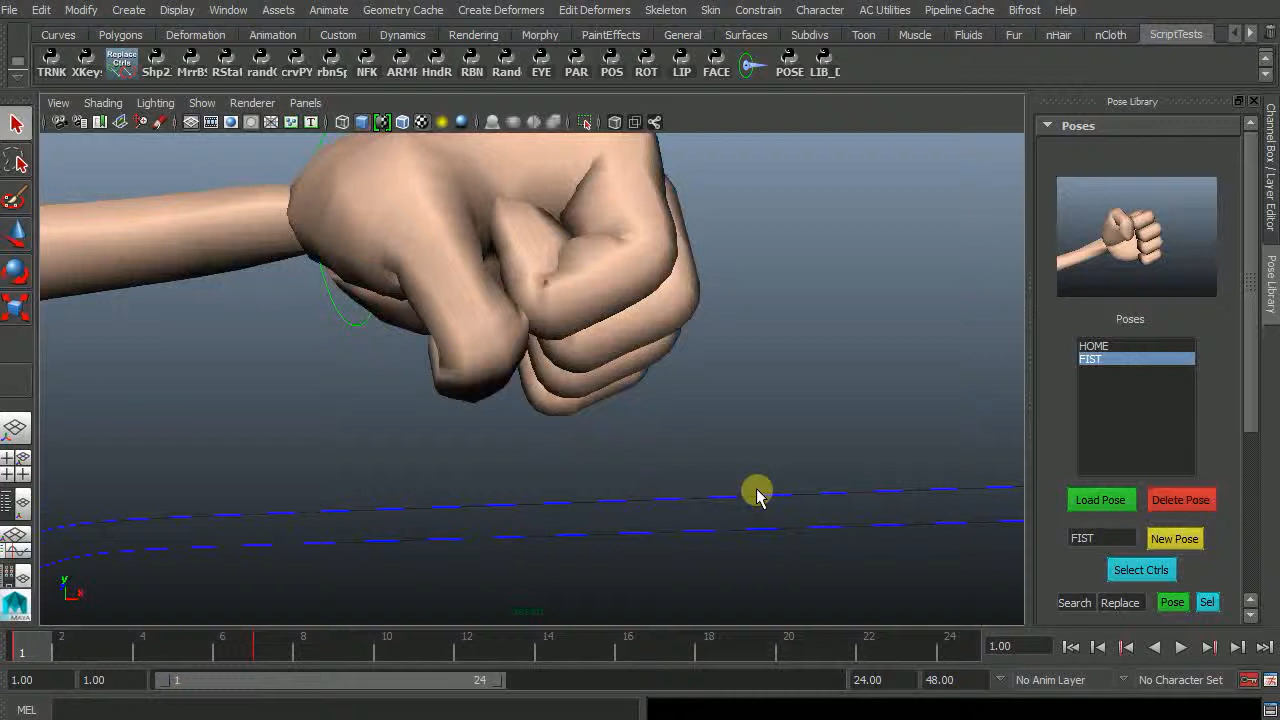 File Edit Modify Create Display Window Assets Animate Geometry Cache Create Deformers Edit Deformers Skeleton Skin Constrain Character AC Utilities Pipeline Cache Bifrost Help
Curves Polygons Deformation Animation Custom Dynamics Rendering Morphy PaintEffects General Surfaces Subdivs Toon Muscle Fluids Fur nHair nCloth ScriptTests
Replace
Ctrls
TRNK XKey Shp2 MrrB RStal rand( crvPY rbnSp NFK ARM HndR RBN Rand EYE PAR POS ROT LIP FACE POSE LIB_D
View Shading Lighting Show Renderer Panels
Pose Library
Poses
Channel Box / Layer Editor
Pose Library
Poses
HOME
FIST
Load Pose Delete Pose
FIST New Pose
Select Ctrls
Search Replace Pose Sel
y
x
persp
MAYA
1 2 4 6 8 10 12 14 16 18 20 22 24 1.00
1.00 1.00 1 24 24.00 48.00 No Anim Layer No Character Set
MEL